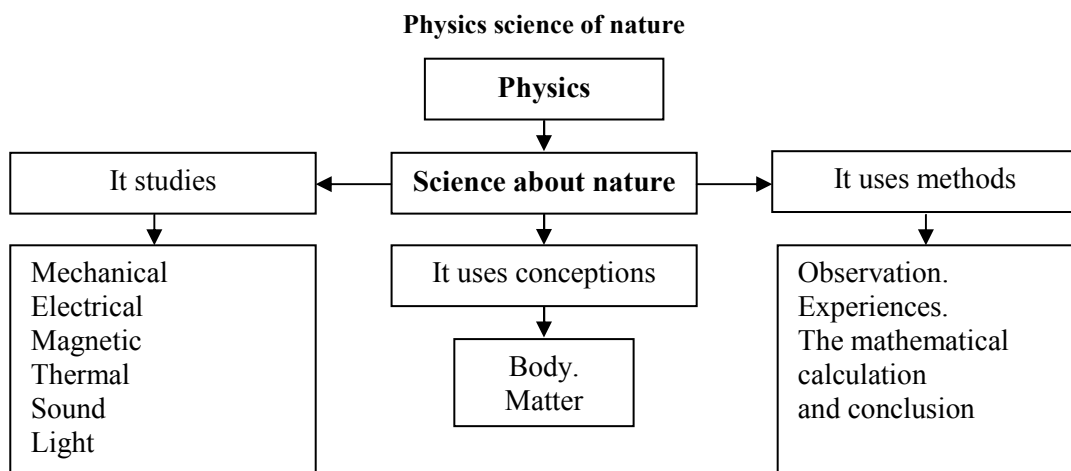 Physics science of nature
Physics
It studies
Science about nature
It uses methods
Mechanical
Electrical
Magnetic
Thermal
Sound
Light
It uses conceptions
Body.
Matter
Observation.
Experiences.
The mathematical
calculation
and conclusion